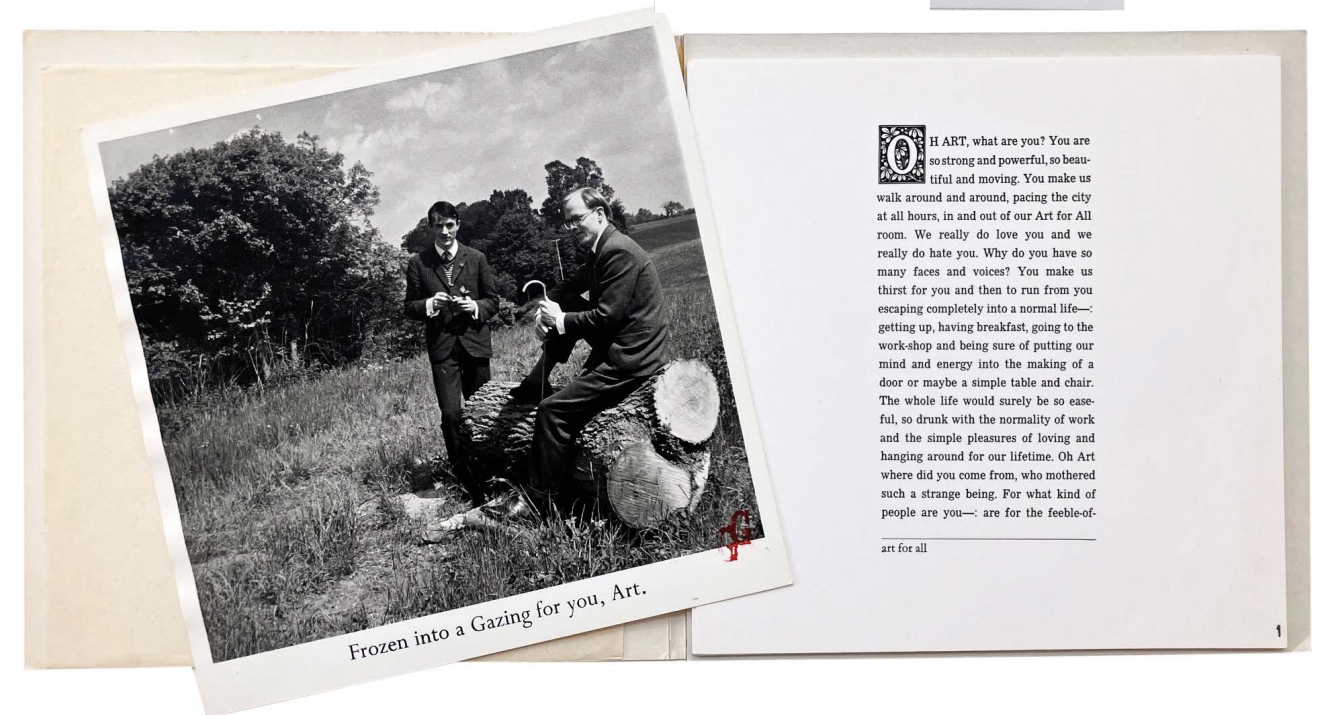 Frozen into a Gazing for you, Art.
OH ART, what are you? You are
so strong and powerful, so beau-
tiful and moving. You make us
walk around and around, pacing the city
at all hours, in and out of our Art for All
room. We really do love you and we
really do hate you. Why do you have so
many faces and voices? You make us
thirst for you and then to run from you
escaping completely into a normal life—:
getting up, having breakfast, going to the
work-shop and being sure of putting our
mind and energy into the making of a
door or maybe a simple table and chair.
The whole life would surely be so ease-
ful, so drunk with the normality of work
and the simple pleasures of loving and
hanging around for our lifetime. Oh Art
where did you come from, who mothered
such a strange being. For what kind of
people are you—: are for the feeble-of-
art for all
1